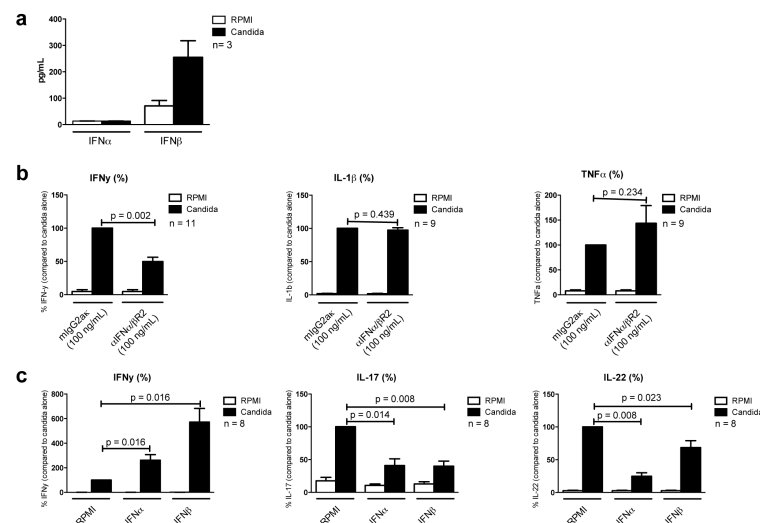 a
RPMI
Candida
n= 3
pg/mL
400
300
200
100
0
IFNα
IFNβ
b
IFNy (%)
% IFN-y (compared to candida alone)
150
100
50
0
p = 0.002
RPMI
Candida
n = 11
mIgG2aκ
(100 ng/mL)
αIFNα/βR2
(100 ng/mL)
IL-1β (%)
IL-1b (compared to candida alone)
150
100
50
0
p = 0.439
RPMI
Candida
n = 9
mIgG2aκ
(100 ng/mL)
αIFNα/βR2
(100 ng/mL)
TNFα (%)
TNFa (compared to candida alone)
200
150
100
50
0
p = 0.234
RPMI
Candida
n = 9
mIgG2aκ
(100 ng/mL)
αIFNα/βR2
(100 ng/mL)
c
IFNy (%)
% IFNy (compared to candida alone)
800
600
400
200
0
p = 0.016
p = 0.016
RPMI
Candida
n = 8
RPMI
IFNα
IFNβ
IL-17 (%)
% IL-17 (compared to candida alone)
150
100
50
0
p = 0.008
p = 0.014
RPMI
Candida
n = 8
RPMI
IFNα
IFNβ
IL-22 (%)
% IL-22 (compared to candida alone)
150
100
50
0
p = 0.023
p = 0.008
RPMI
Candida
n = 8
RPMI
IFNα
IFNβ